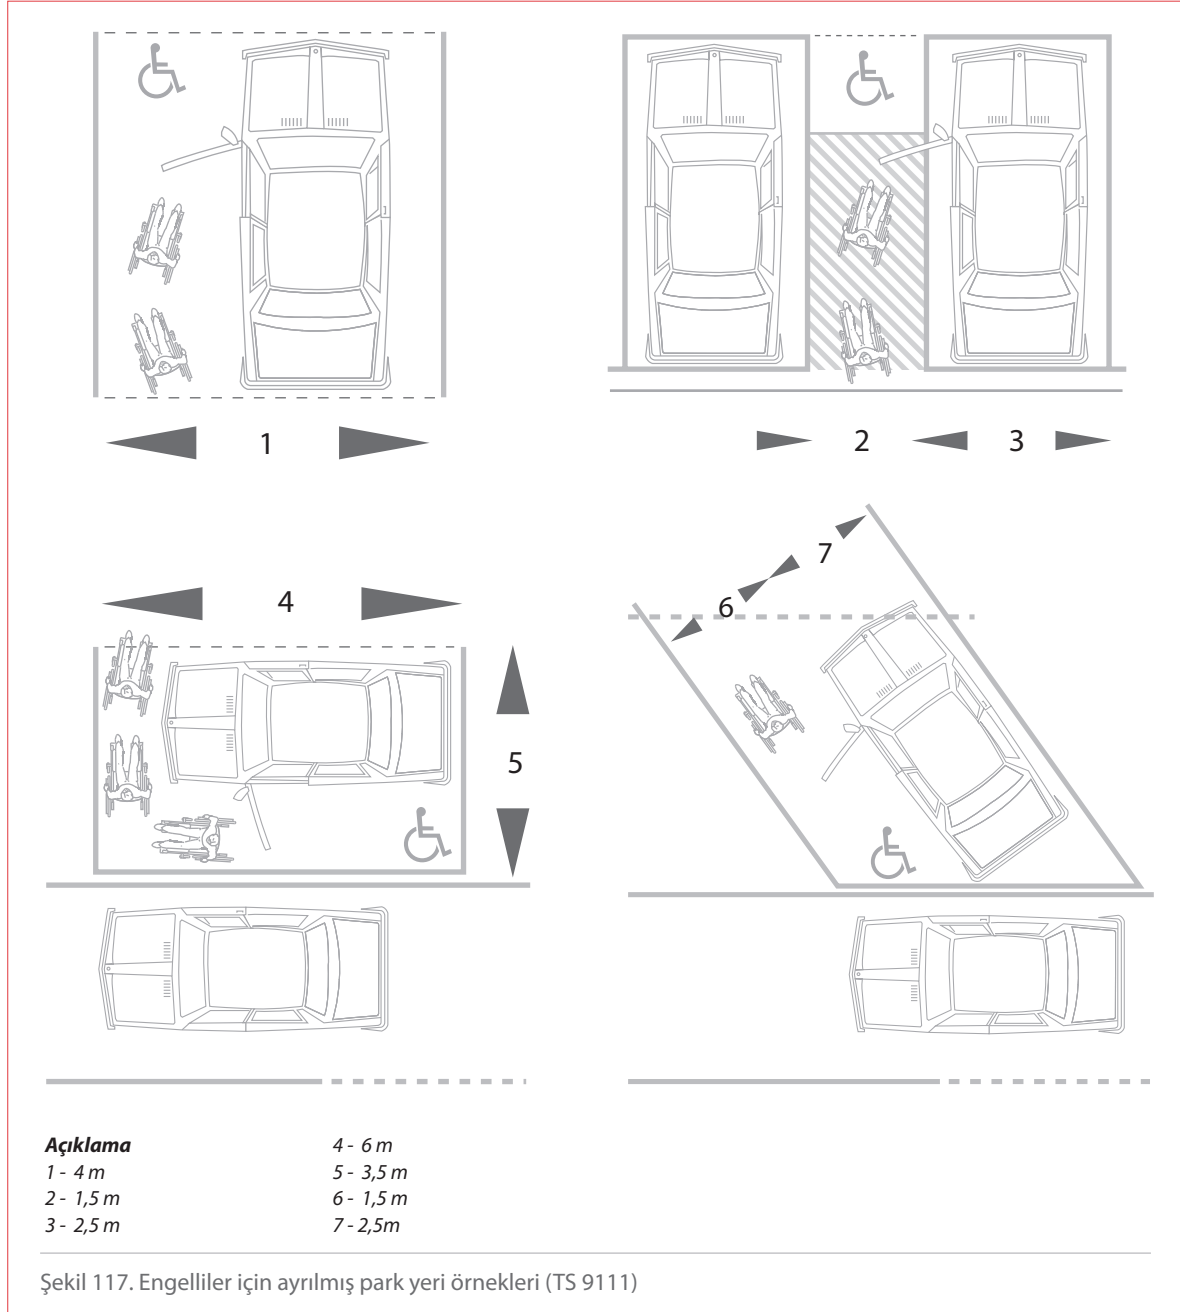 1
2
3
4
5
6
7
Açıklama
1 - 4 m
2 - 1,5 m
3 - 2,5 m
4 - 6 m
5 - 3,5 m
6 - 1,5 m
7 - 2,5m
Şekil 117. Engelliler için ayrılmış park yeri örnekleri (TS 9111)